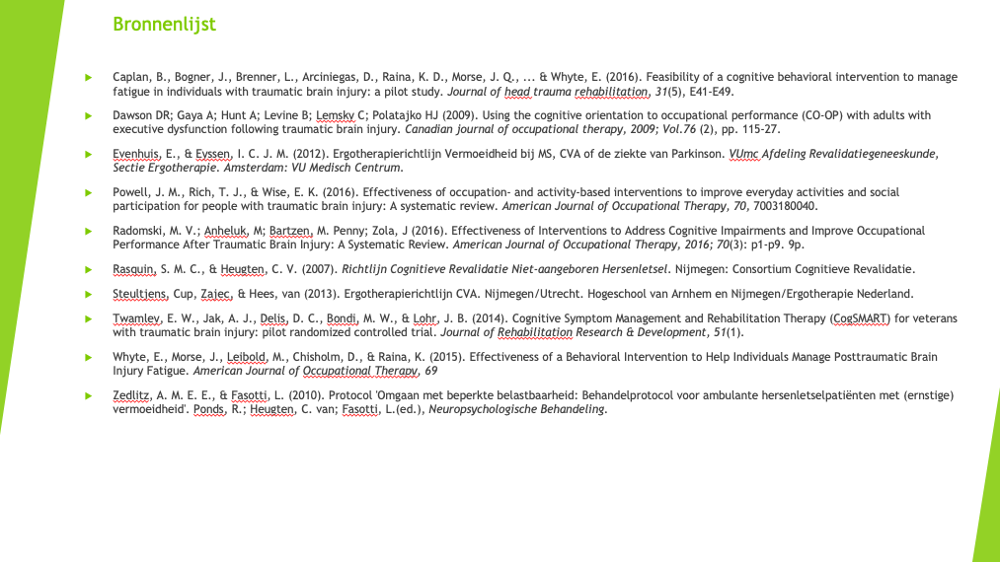 Bronnenlijst
Caplan, B., Bogner, J., Brenner, L., Arciniegas, D., Raina, K. D., Morse, J. Q., ... & Whyte, E. (2016). Feasibility of a cognitive behavioral intervention to manage
fatigue in individuals with traumatic brain injury: a pilot study. Journal of head trauma rehabilitation, 31(5), E41-E49.
Dawson DR; Gaya A; Hunt A; Levine B; Lemsky C; Polatajko HJ (2009). Using the cognitive orientation to occupational performance (CO-OP) with adults with
executive dysfunction following traumatic brain injury. Canadian journal of occupational therapy, 2009; Vol.76 (2), pp. 115-27.
Evenhuis, E., & Eyssen, I. C. J. M. (2012). Ergotherapierichtlijn Vermoeidheid bij MS, CVA of de ziekte van Parkinson. VUmc Afdeling Revalidatiegeneeskunde,
Sectie Ergotherapie. Amsterdam: VU Medisch Centrum.
Powell, J. M., Rich, T. J., & Wise, E. K. (2016). Effectiveness of occupation- and activity-based interventions to improve everyday activities and social
participation for people with traumatic brain injury: A systematic review. American Journal of Occupational Therapy, 70, 7003180040.
Radomski, M. V.; Anheluk, M; Bartzen, M. Penny; Zola, J (2016). Effectiveness of Interventions to Address Cognitive Impairments and Improve Occupational
Performance After Traumatic Brain Injury: A Systematic Review. American Journal of Occupational Therapy, 2016; 70(3): p1-p9. 9p.
Rasquin, S. M. C., & Heugten, C. V. (2007). Richtlijn Cognitieve Revalidatie Niet-aangeboren Hersenletsel. Nijmegen: Consortium Cognitieve Revalidatie.
Steultjens, Cup, Zajec, & Hees, van (2013). Ergotherapierichtlijn CVA. Nijmegen/Utrecht. Hogeschool van Arnhem en Nijmegen/Ergotherapie Nederland.
Twamley, E. W., Jak, A. J., Delis, D. C., Bondi, M. W., & Lohr, J. B. (2014). Cognitive Symptom Management and Rehabilitation Therapy (CogSMART) for veterans
with traumatic brain injury: pilot randomized controlled trial. Journal of Rehabilitation Research & Development, 51(1).
Whyte, E., Morse, J., Leibold, M., Chisholm, D., & Raina, K. (2015). Effectiveness of a Behavioral Intervention to Help Individuals Manage Posttraumatic Brain
Injury Fatigue. American Journal of Occupational Therapy, 69
Zedlitz, A. M. E. E., & Fasotti, L. (2010). Protocol 'Omgaan met beperkte belastbaarheid: Behandelprotocol voor ambulante hersenletselpatiënten met (ernstige)
vermoeidheid'. Ponds, R.; Heugten, C. van; Fasotti, L.(ed.), Neuropsychologische Behandeling.